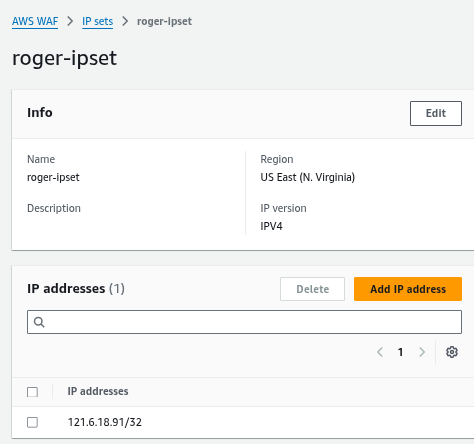 AWS WAF > IP sets > roger-ipset
roger-ipset
Info
Edit
Name
roger-ipset
Region
US East (N. Virginia)
Description
IP version
IPV4
IP addresses (1)
Delete
Add IP address
< 1 >
IP addresses
121.6.18.91/32